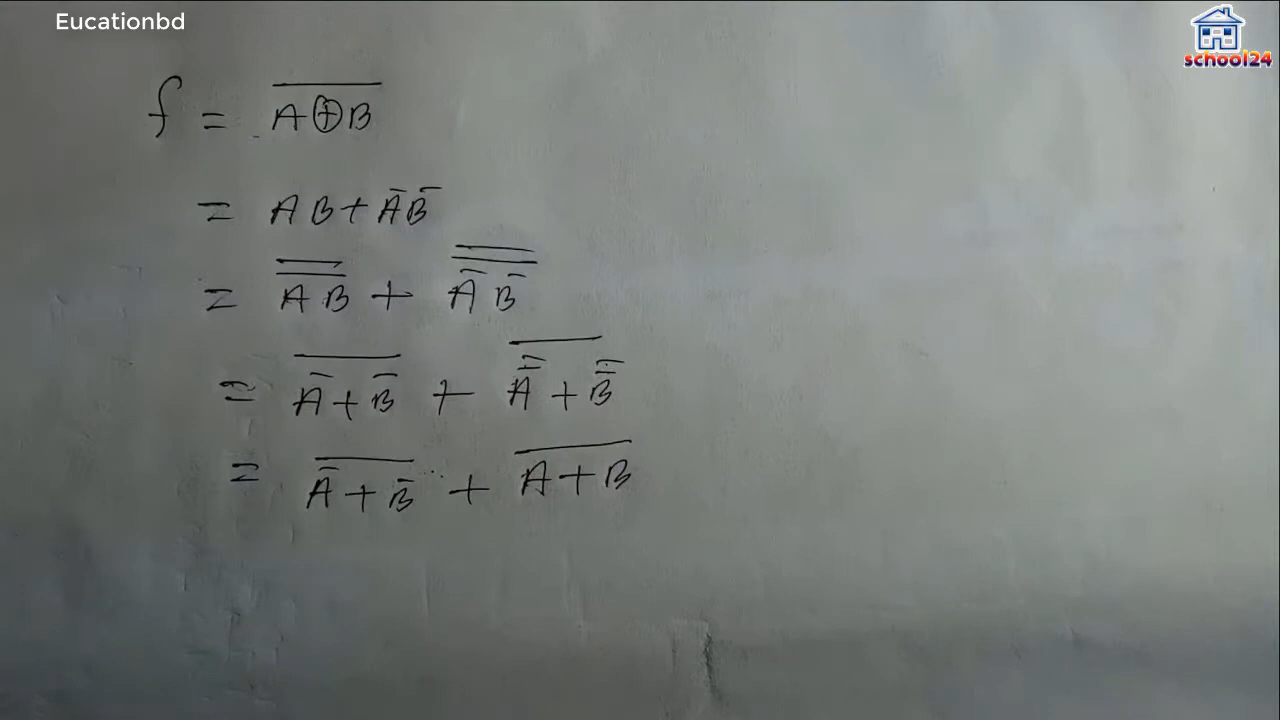 Eucationbd
school24
f = \overline{A⊕B}
= AB + \bar{A}\bar{B}
= \overline{\overline{AB}} + \overline{\overline{\bar{A}\bar{B}}}
= \overline{\bar{A}+\bar{B}} + \overline{\bar{\bar{A}}+\bar{\bar{B}}}
= \overline{\bar{A}+\bar{B}} + \overline{A+B}